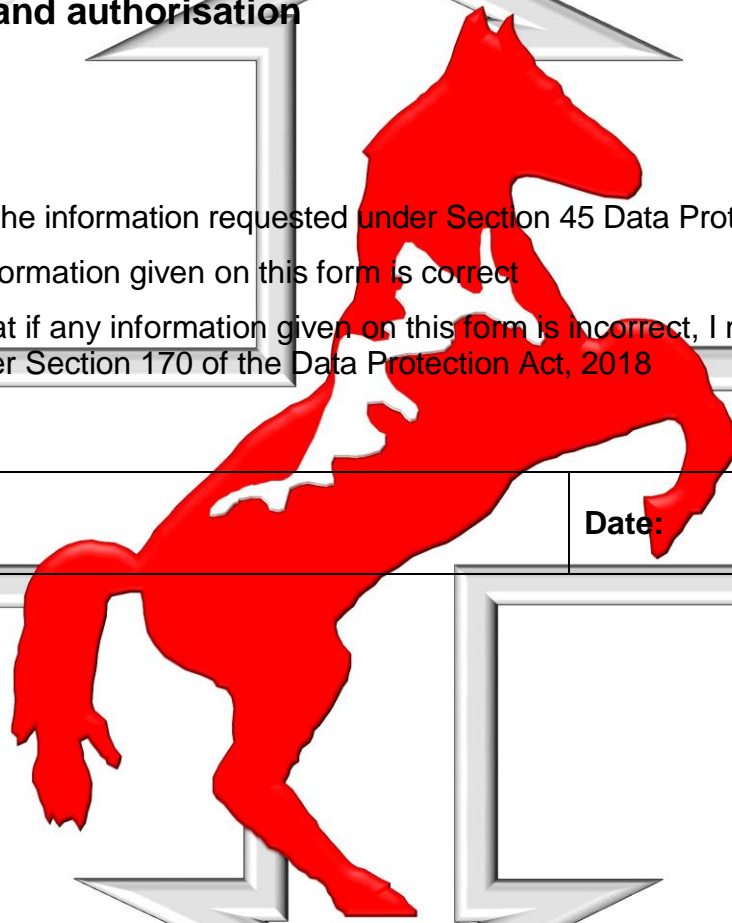 and authorisation
he information requested under Section 45 Data Prot
ormation given on this form is correct
at if any information given on this form is incorrect, I
er Section 170 of the Data Protection Act, 2018
Date: